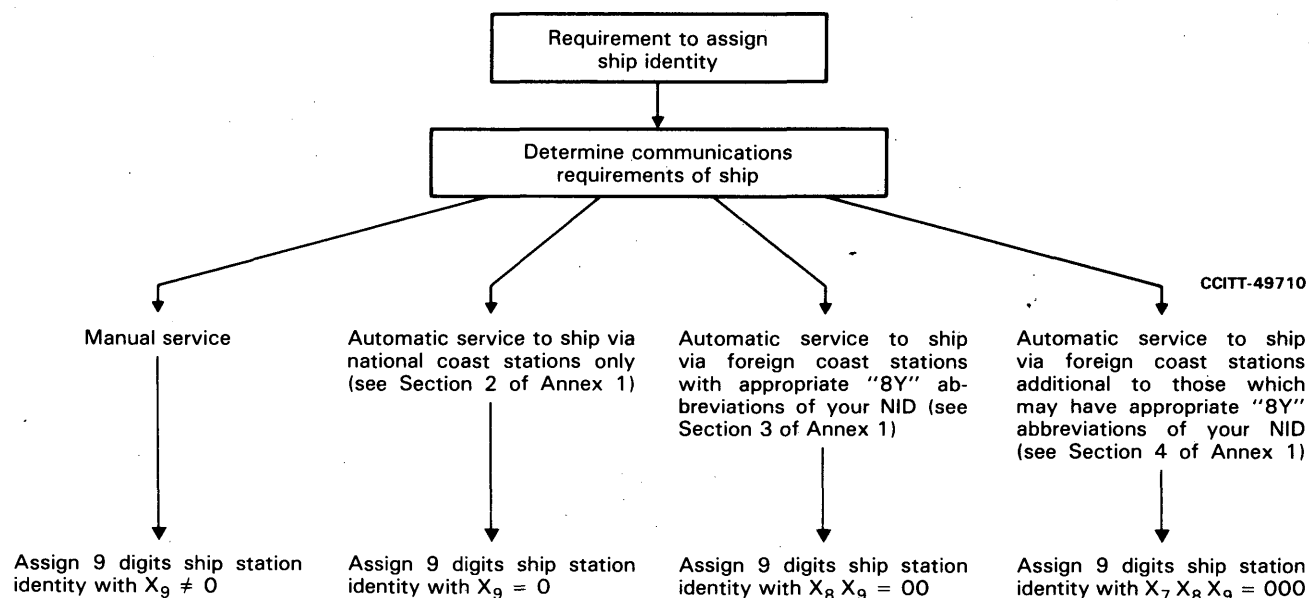 Requirement to assign
ship identity
Determine communications
requirements of ship
CCITT-49710
Manual service
Automatic service to ship via
national coast stations only
(see Section 2 of Annex 1)
Automatic service to ship
via foreign coast stations
with appropriate "8Y" ab-
breviations of your NID (see
Section 3 of Annex 1)
Automatic service to ship
via foreign coast stations
additional to those which
may have appropriate "8Y"
abbreviations of your NID
(see Section 4 of Annex 1)
Assign 9 digits ship station
identity with X₉ ≠ 0
Assign 9 digits ship station
identity with X₉ = 0
Assign 9 digits ship station
identity with X₈ X₉ = 00
Assign 9 digits ship station
identity with X₇ X₈ X₉ = 000